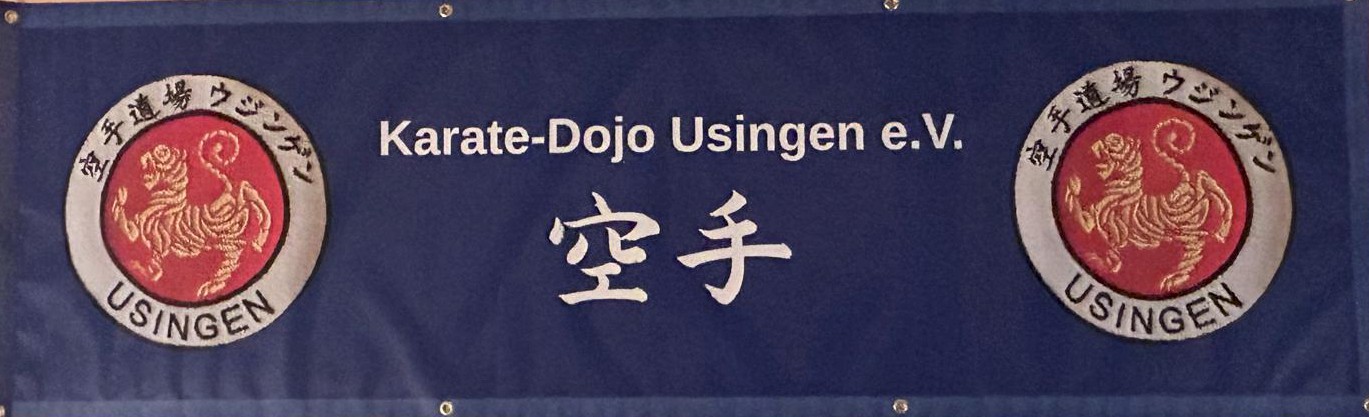 空手道場 ウジンゲン
USINGEN
Karate-Dojo Usingen e.V.
空手
空手道場 ウジンゲン
USINGEN